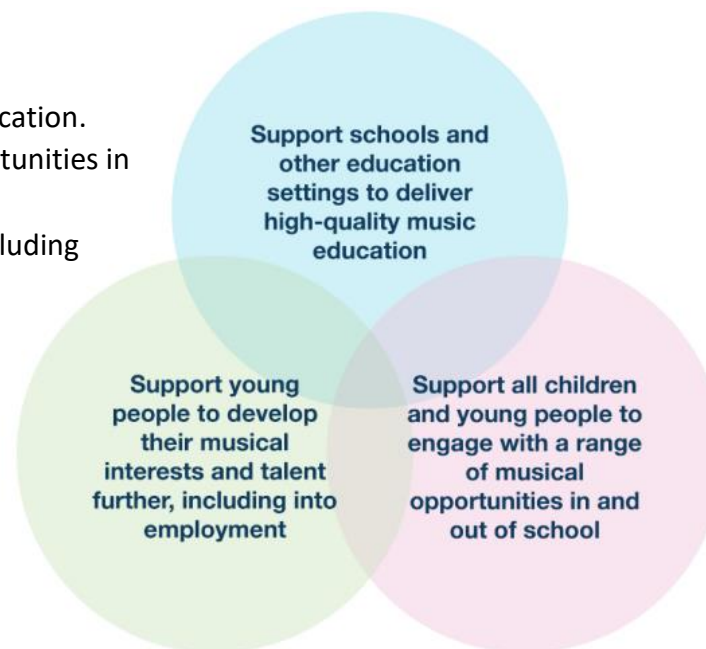 cation.
tunities in
luding
Support schools and
other education
settings to deliver
high-quality music
education
Support young
people to develop
their musical
interests and talent
further, including into
employment
Support all children
and young people to
engage with a range
of musical
opportunities in and
out of school